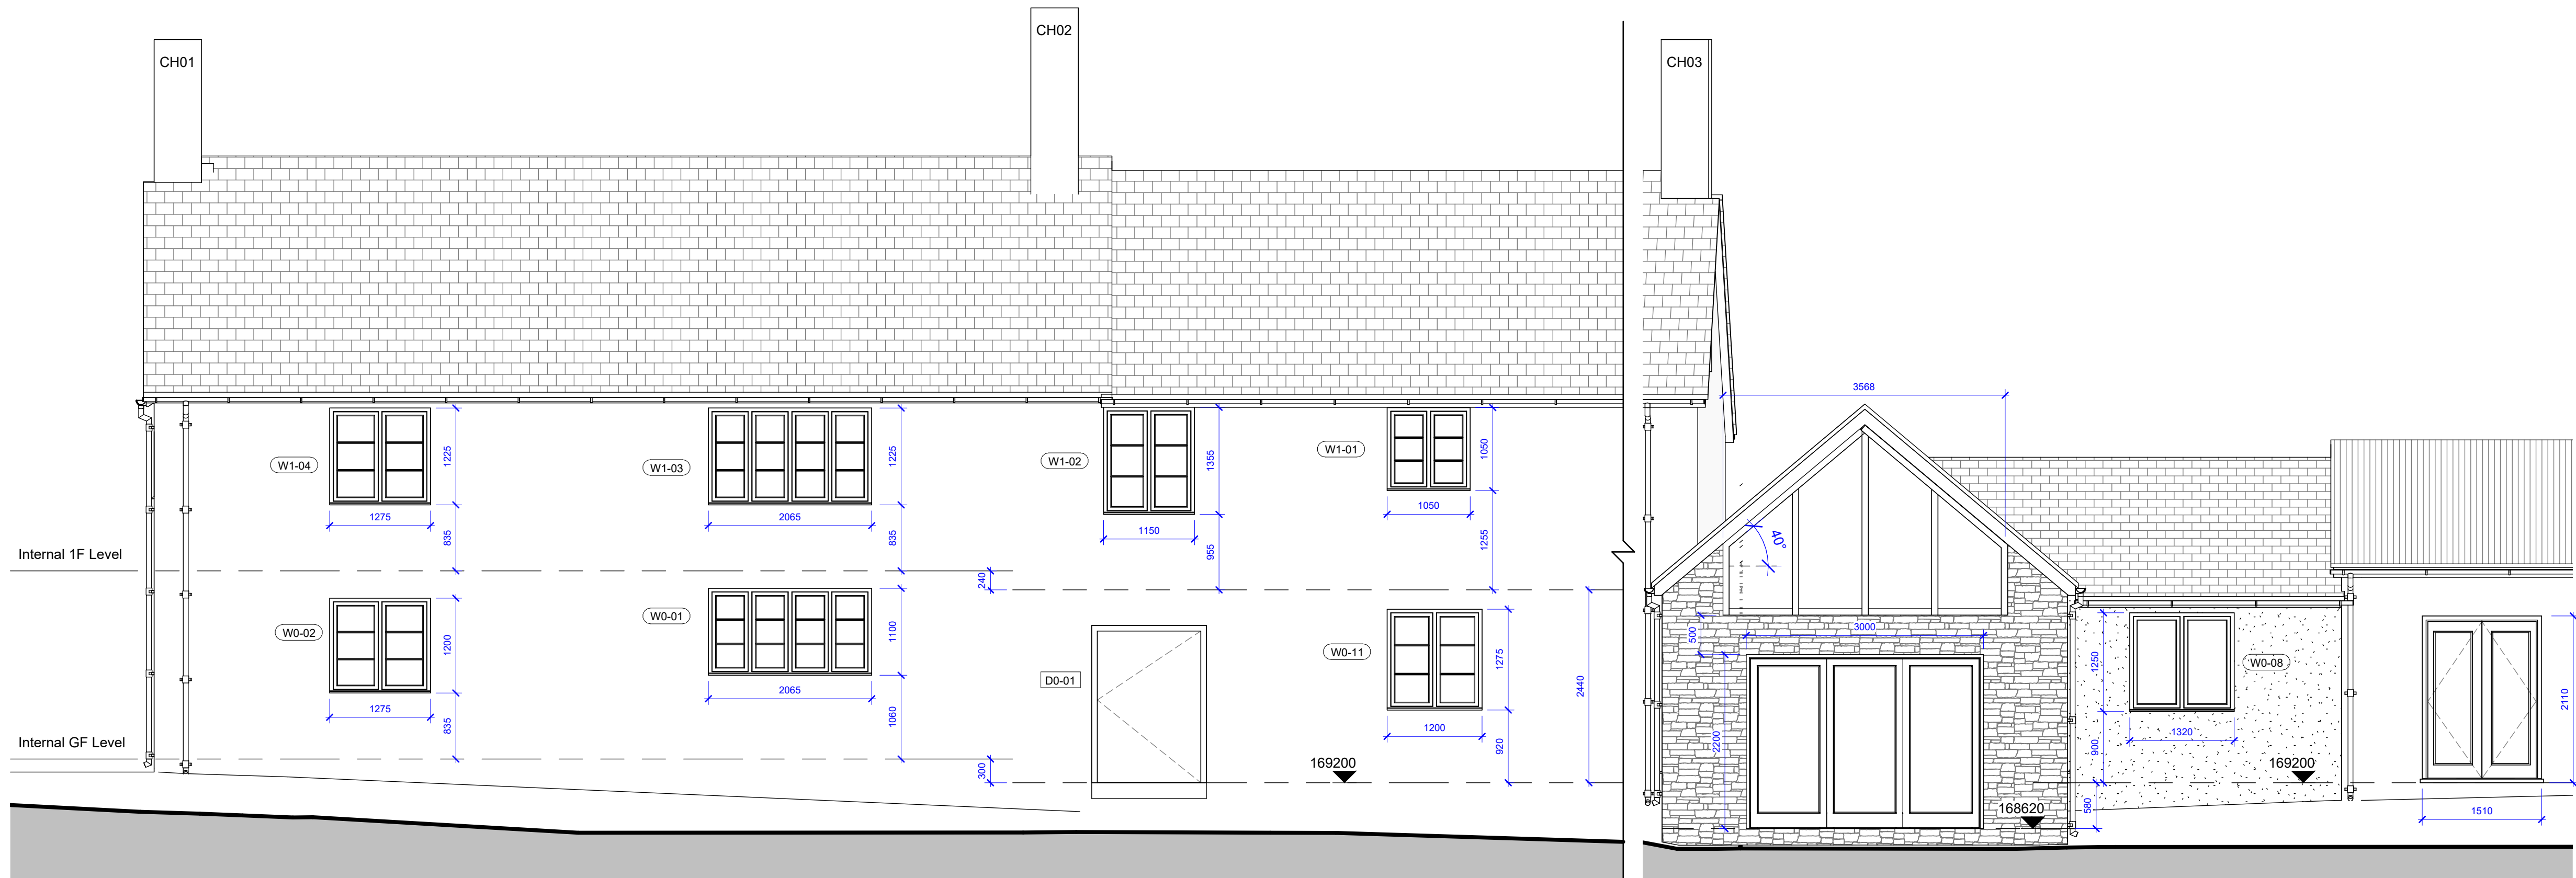 CH01
CH02
CH03
3568
W1-04
1225
1275
835
W1-03
1225
2065
835
W1-02
1355
1150
955
W1-01
1050
1050
1255
40°
Internal 1F Level
240
W0-02
1200
1275
835
W0-01
1100
2065
1060
D0-01
W0-11
1275
1200
920
2440
500
3000
2200
1250
W0-08
1320
900
2110
1510
Internal GF Level
300
169200
169200
168620
580